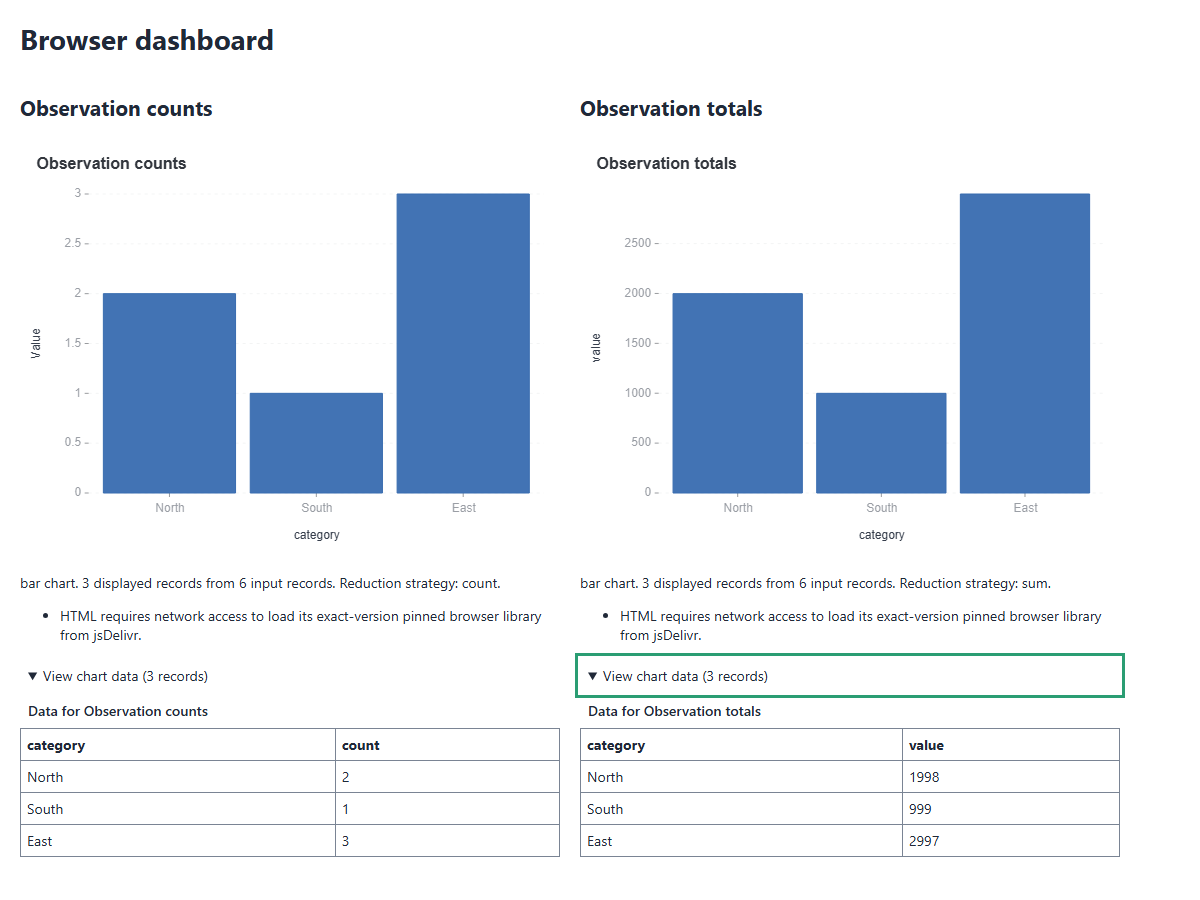 Browser dashboard
Observation counts
Observation counts
3
2.5
2
1.5
1
0.5
0
Value
North South East
category
bar chart. 3 displayed records from 6 input records. Reduction strategy: count.
• HTML requires network access to load its exact-version pinned browser library
from jsDelivr.
▼ View chart data (3 records)
Data for Observation counts
category count
North 2
South 1
East 3
Observation totals
Observation totals
2500
2000
1500
1000
500
0
value
North South East
category
bar chart. 3 displayed records from 6 input records. Reduction strategy: sum.
• HTML requires network access to load its exact-version pinned browser library
from jsDelivr.
▼ View chart data (3 records)
Data for Observation totals
category value
North 1998
South 999
East 2997